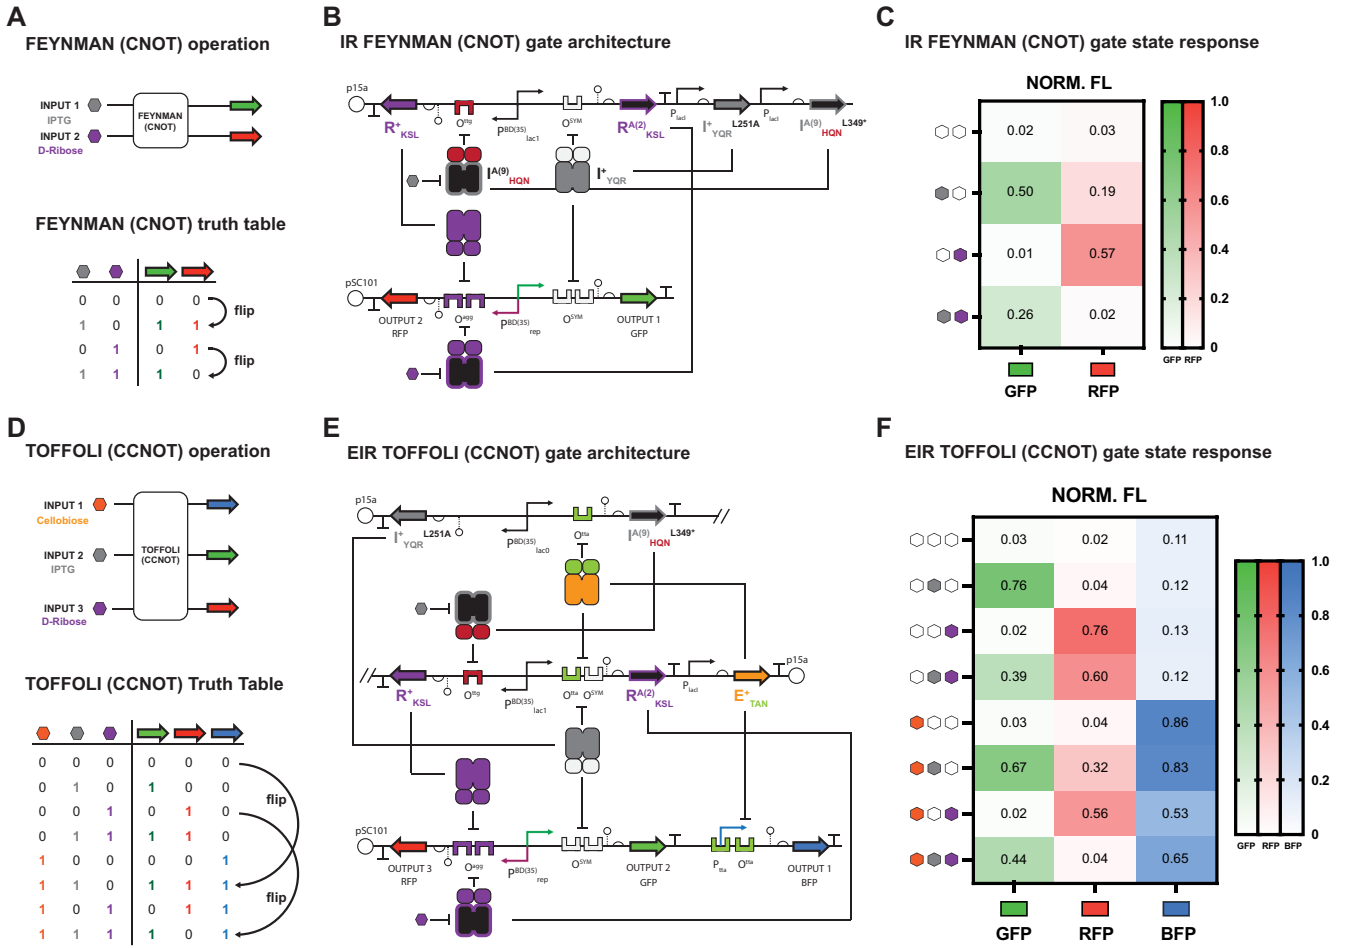 A
FEYNMAN (CNOT) operation
INPUT 1
IPTG
INPUT 2
D-Ribose
FEYNMAN
(CNOT)
FEYNMAN (CNOT) truth table
0 0 0 0
1 0 1 1
0 1 0 1
1 1 1 0
flip
flip
B
IR FEYNMAN (CNOT) gate architecture
p15a
R+ KSL
Ottg
PBD(35) lac1
OSYM
RA(2) KSL
PlacI
I+ YQR L251A
PlacI
IA(9) HQN L349*
IA(9) HQN
I+ YQR
pSC101
OUTPUT 2
RFP
Oagg
PBD(35) rep
OSYM
OUTPUT 1
GFP
C
IR FEYNMAN (CNOT) gate state response
NORM. FL
0.02 0.03
0.50 0.19
0.01 0.57
0.26 0.02
GFP RFP
1.0
0.8
0.6
0.4
0.2
0
GFP RFP
D
TOFFOLI (CCNOT) operation
INPUT 1
Cellobiose
INPUT 2
IPTG
INPUT 3
D-Ribose
TOFFOLI
(CCNOT)
TOFFOLI (CCNOT) Truth Table
0 0 0 0 0 0
0 1 0 1 0 0
0 0 1 0 1 0
0 1 1 1 1 0
1 0 0 0 0 1
1 1 0 1 1 1
1 0 1 0 1 1
1 1 1 1 0 1
flip
flip
E
EIR TOFFOLI (CCNOT) gate architecture
p15a
I+ YQR L251A
PBD(35) lac0
Otta
IA(9) HQN L349*
R+ KSL
Ottg
PBD(35) lac1
Otta OSYM
RA(2) KSL
PlacI
E+ TAN
p15a
pSC101
OUTPUT 3
RFP
Oagg
PBD(35) rep
OSYM
OUTPUT 2
GFP
Ptta Otta
OUTPUT 1
BFP
F
EIR TOFFOLI (CCNOT) gate state response
NORM. FL
0.03 0.02 0.11
0.76 0.04 0.12
0.02 0.76 0.13
0.39 0.60 0.12
0.03 0.04 0.86
0.67 0.32 0.83
0.02 0.56 0.53
0.44 0.04 0.65
GFP RFP BFP
1.0
0.8
0.6
0.4
0.2
0
GFP RFP BFP